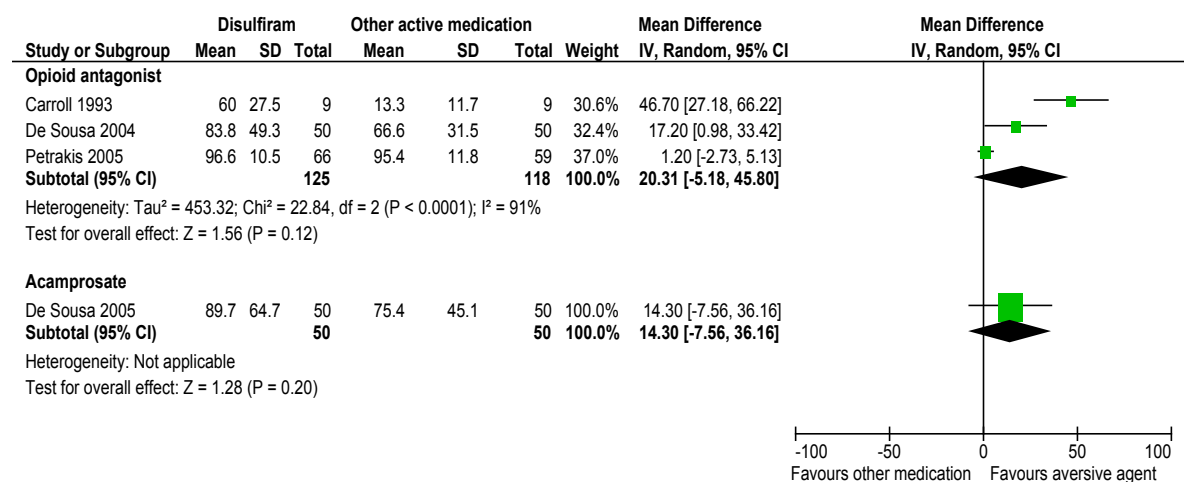 Disulfiram Other active medication Mean Difference Mean Difference
Study or Subgroup Mean SD Total Mean SD Total Weight IV, Random, 95% CI IV, Random, 95% CI
Opioid antagonist
Carroll 1993 60 27.5 9 13.3 11.7 9 30.6% 46.70 [27.18, 66.22]
De Sousa 2004 83.8 49.3 50 66.6 31.5 50 32.4% 17.20 [0.98, 33.42]
Petrakis 2005 96.6 10.5 66 95.4 11.8 59 37.0% 1.20 [-2.73, 5.13]
Subtotal (95% CI) 125 118 100.0% 20.31 [-5.18, 45.80]
Heterogeneity: Tau² = 453.32; Chi² = 22.84, df = 2 (P < 0.0001); I² = 91%
Test for overall effect: Z = 1.56 (P = 0.12)
Acamprosate
De Sousa 2005 89.7 64.7 50 75.4 45.1 50 100.0% 14.30 [-7.56, 36.16]
Subtotal (95% CI) 50 50 100.0% 14.30 [-7.56, 36.16]
Heterogeneity: Not applicable
Test for overall effect: Z = 1.28 (P = 0.20)
-100 -50 0 50 100
Favours other medication Favours aversive agent